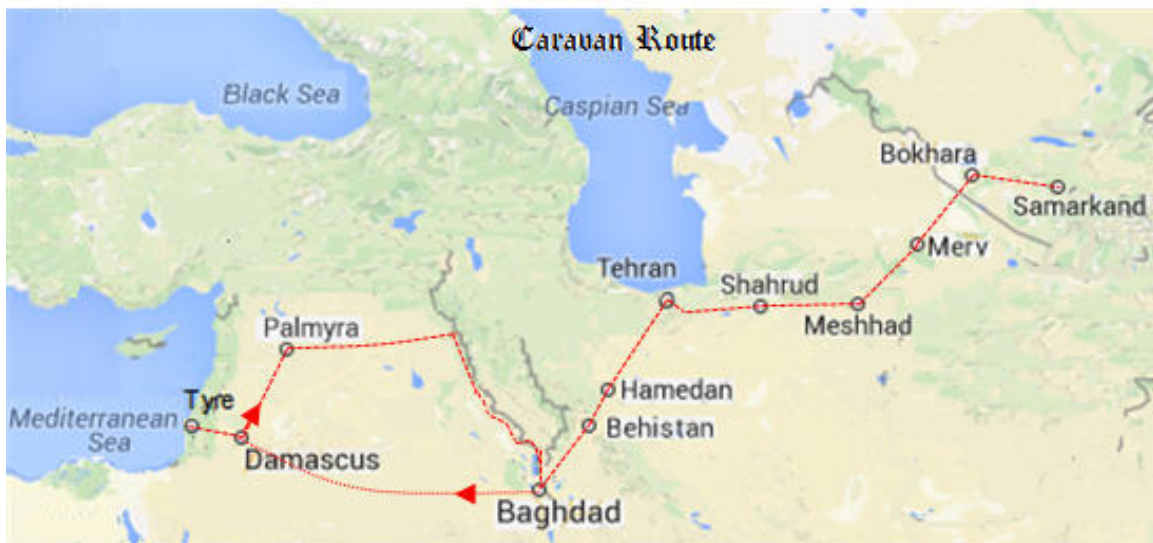 Caravan Route
Black Sea
Caspian Sea
Bokhara
Samarkand
Merv
Tehran
Shahrud
Meshhad
Palmyra
Hamedan
Tyre
Mediterranean
Sea
Behistan
Damascus
Baghdad